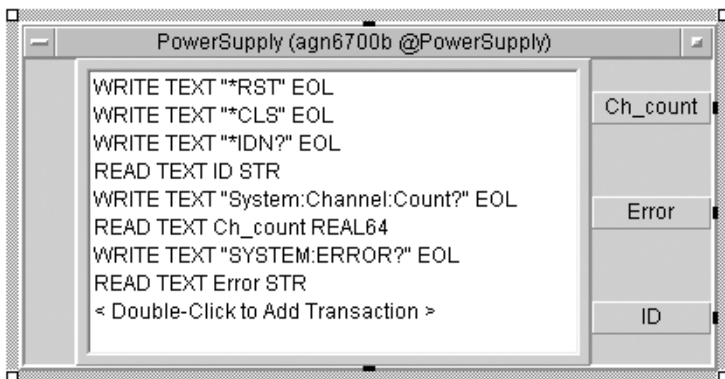 PowerSupply (agn6700b @PowerSupply)
WRITE TEXT "*RST" EOL
WRITE TEXT "*CLS" EOL
WRITE TEXT "*IDN?" EOL
READ TEXT ID STR
WRITE TEXT "System:Channel:Count?" EOL
READ TEXT Ch_count REAL64
WRITE TEXT "SYSTEM:ERROR?" EOL
READ TEXT Error STR
< Double-Click to Add Transaction >
Ch_count
Error
ID